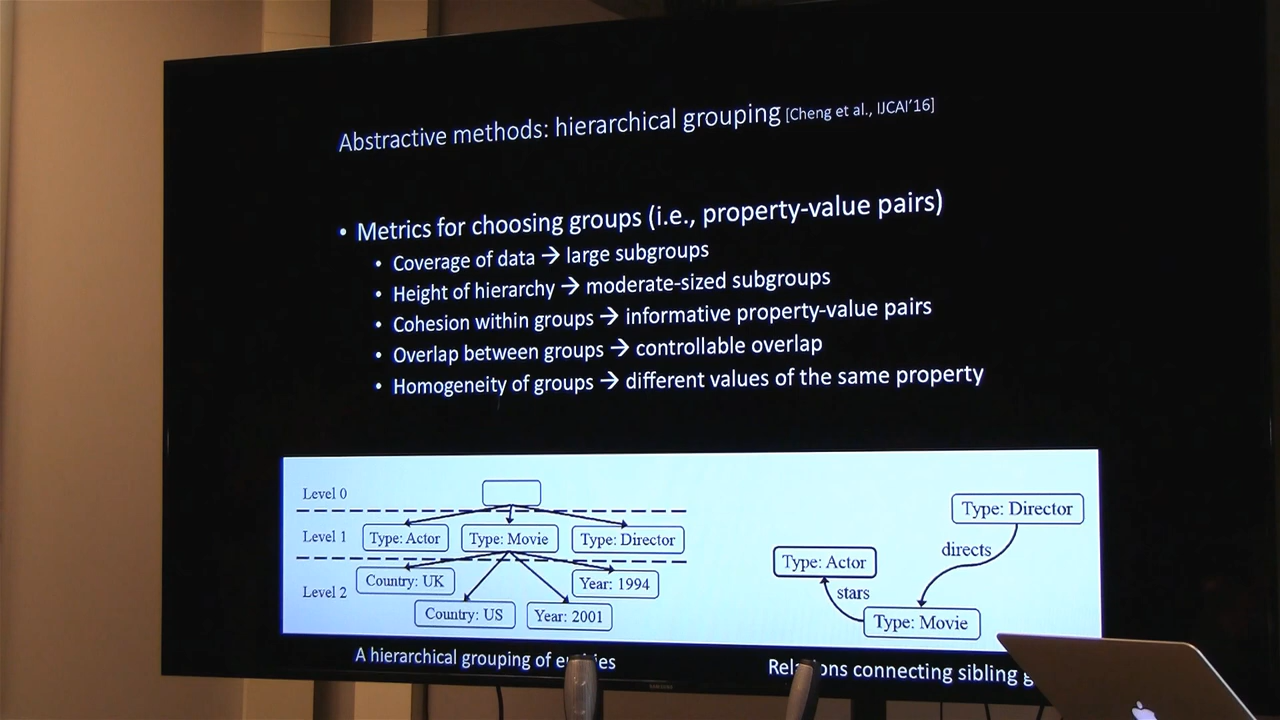 Abstractive methods: hierarchical grouping [Cheng et al., IJCAI'16]
• Metrics for choosing groups (i.e., property-value pairs)
• Coverage of data → large subgroups
• Height of hierarchy → moderate-sized subgroups
• Cohesion within groups → informative property-value pairs
• Overlap between groups → controllable overlap
• Homogeneity of groups → different values of the same property
Level 0
Level 1
Type: Actor
Type: Movie
Type: Director
Level 2
Country: UK
Year: 1994
Country: US
Year: 2001
Type: Director
directs
Type: Actor
stars
Type: Movie
A hierarchical grouping of
connecting sibling
SAMSUNG